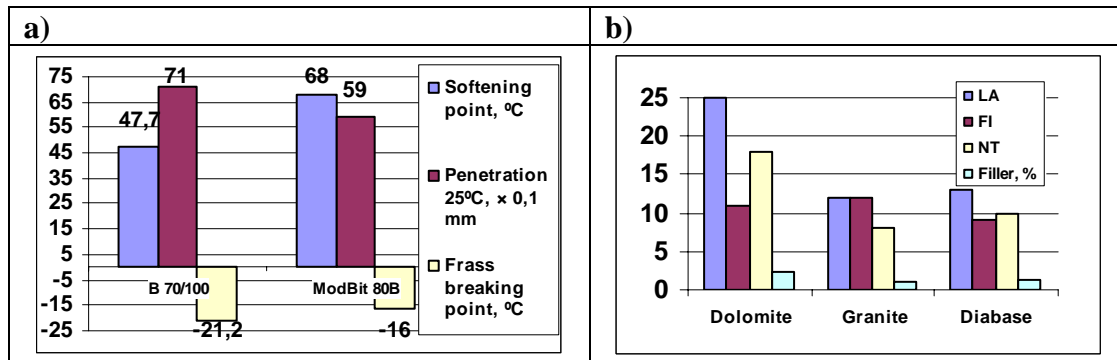 a)
75
65
55
45
35
25
15
5
-5
-15
-25
47,7
71
-21,2
68
59
-16
B 70/100
ModBit 80B
Softening
point, ºC
Penetration
25ºC, × 0,1
mm
Frass
breaking
point, ºC
b)
25
20
15
10
5
0
LA
FI
NT
Filler, %
Dolomite
Granite
Diabase